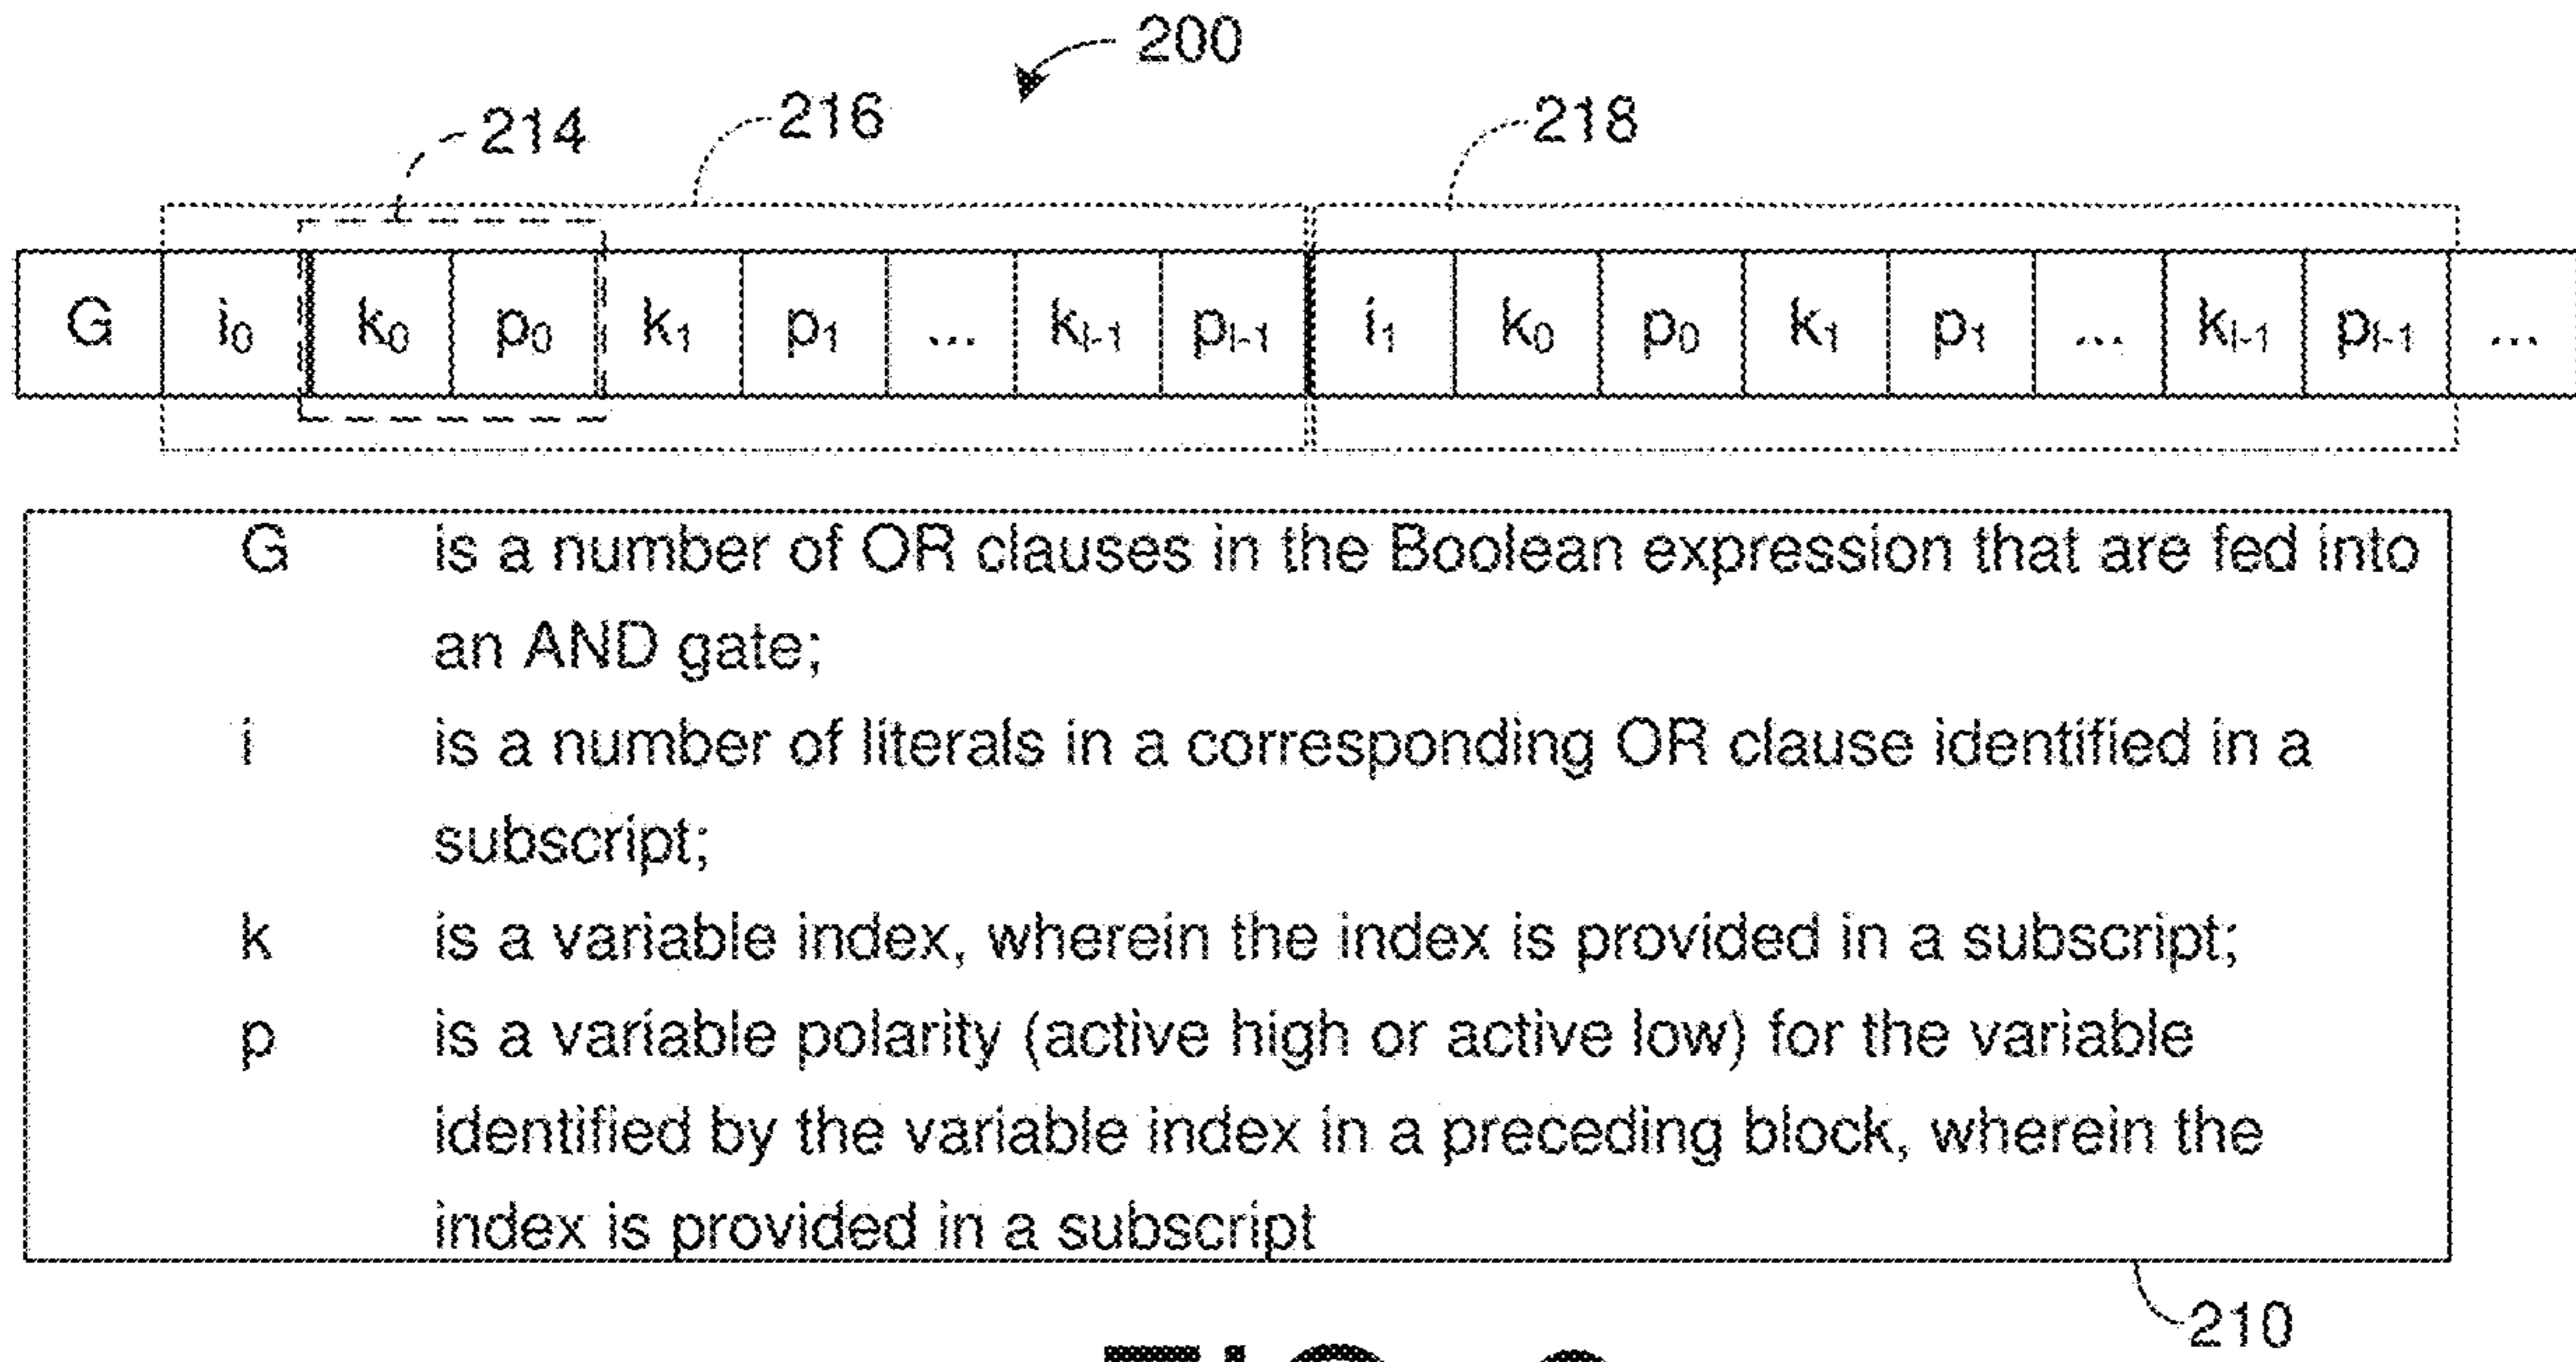 200
214
216
218
G i₀ k₀ p₀ k₁ p₁ ... kᵢ₋₁ pᵢ₋₁ i₁ k₀ p₀ k₁ p₁ ... kᵢ₋₁ pᵢ₋₁ ...
G is a number of OR clauses in the Boolean expression that are fed into
an AND gate;
i is a number of literals in a corresponding OR clause identified in a
subscript;
k is a variable index, wherein the index is provided in a subscript;
p is a variable polarity (active high or active low) for the variable
identified by the variable index in a preceding block, wherein the
index is provided in a subscript
210